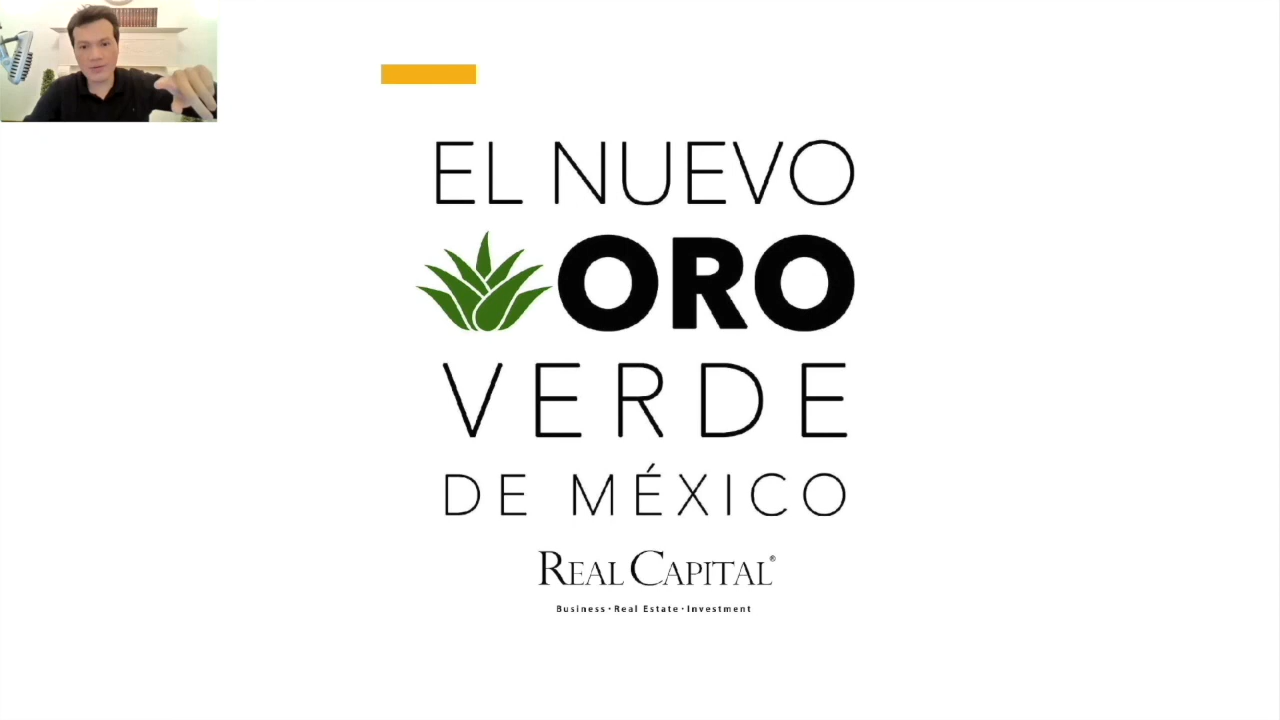 EL NUEVO
ORO
VERDE
DE MÉXICO
REAL CAPITAL®
Business · Real Estate · Investment